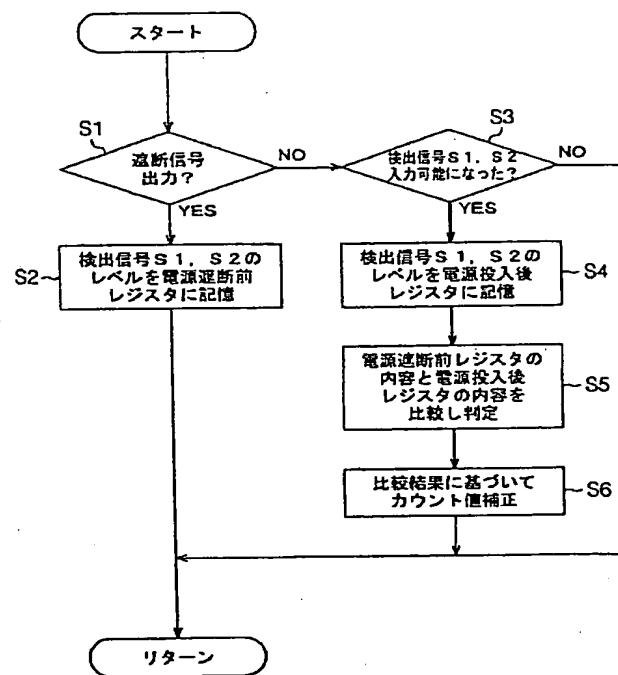 スタート
S1
遮断信号
出力？
NO
YES
S3
検出信号S1，S2
入力可能になった？
NO
YES
S2
検出信号S1，S2の
レベルを電源遮断前
レジスタに記憶
検出信号S1，S2の
レベルを電源投入後
レジスタに記憶
S4
電源遮断前レジスタの
内容と電源投入後
レジスタの内容を
比較し判定
S5
比較結果に基づいて
カウント値補正
S6
リターン